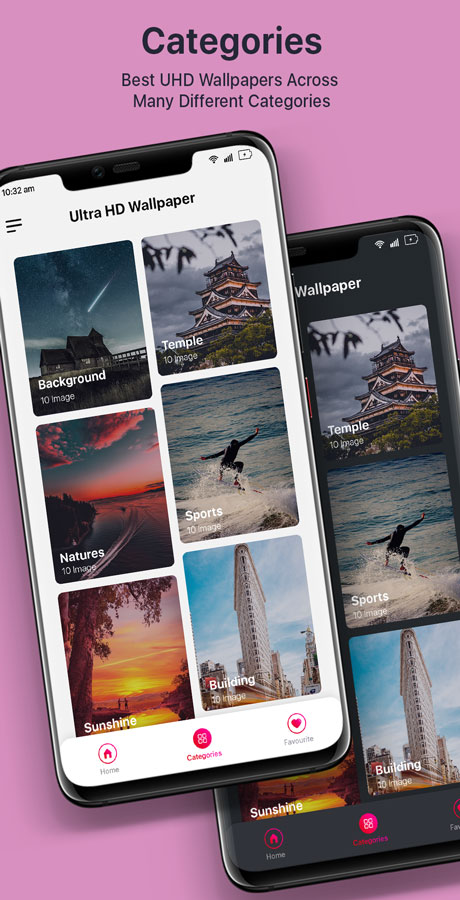 Categories
Best UHD Wallpapers Across
Many Different Categories
10:32 am
Ultra HD Wallpaper
Background
10 Image
Temple
10 Image
Natures
10 Image
Sports
10 Image
Sunshine
Building
10 Image
Home
Categories
Favourite
Wallpaper
Temple
10 Image
Sports
10 Image
Sunshine
Building
10 Image
Home
Categories